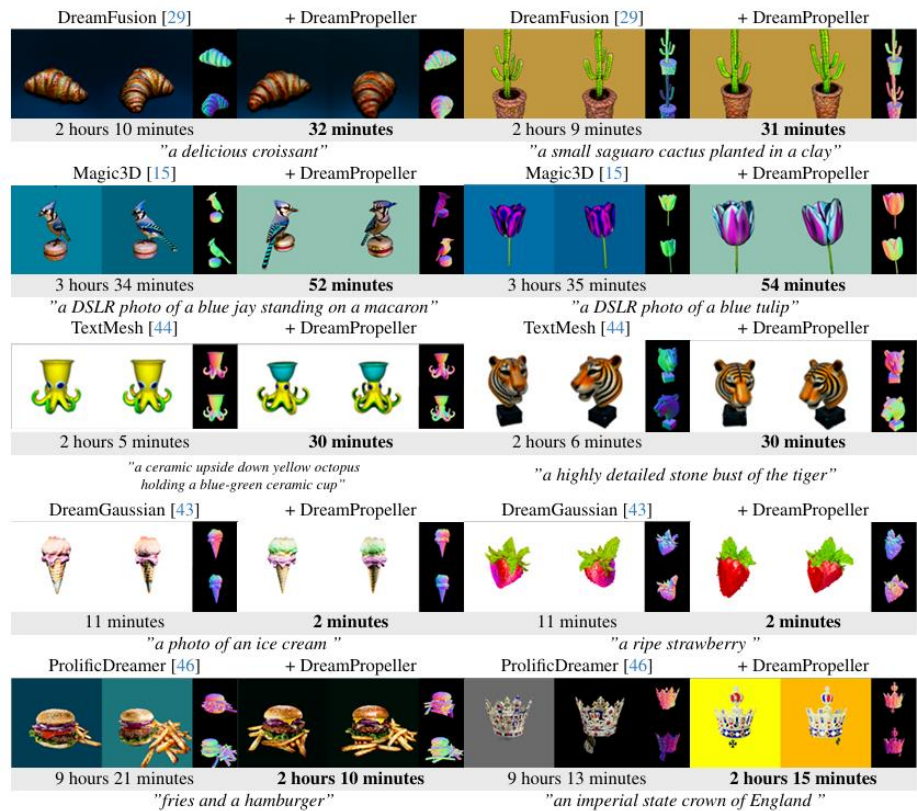 DreamFusion [29] + DreamPropeller DreamFusion [29] + DreamPropeller
2 hours 10 minutes 32 minutes 2 hours 9 minutes 31 minutes
"a delicious croissant" "a small saguaro cactus planted in a clay"
Magic3D [15] + DreamPropeller Magic3D [15] + DreamPropeller
3 hours 34 minutes 52 minutes 3 hours 35 minutes 54 minutes
"a DSLR photo of a blue jay standing on a macaron" "a DSLR photo of a blue tulip"
TextMesh [44] + DreamPropeller TextMesh [44] + DreamPropeller
2 hours 5 minutes 30 minutes 2 hours 6 minutes 30 minutes
"a ceramic upside down yellow octopus
holding a blue-green ceramic cup" "a highly detailed stone bust of the tiger"
DreamGaussian [43] + DreamPropeller DreamGaussian [43] + DreamPropeller
11 minutes 2 minutes 11 minutes 2 minutes
"a photo of an ice cream " "a ripe strawberry "
ProlificDreamer [46] + DreamPropeller ProlificDreamer [46] + DreamPropeller
9 hours 21 minutes 2 hours 10 minutes 9 hours 13 minutes 2 hours 15 minutes
"fries and a hamburger" "an imperial state crown of England "